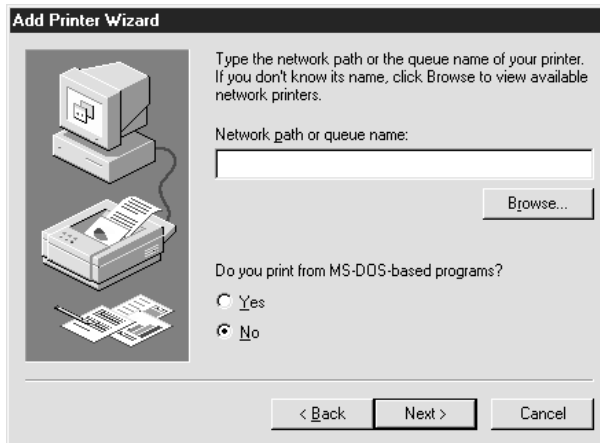 Add Printer Wizard
Type the network path or the queue name of your printer.
If you don't know its name, click Browse to view available
network printers.
Network path or queue name:
Browse...
Do you print from MS-DOS-based programs?
Yes
No
< Back
Next >
Cancel